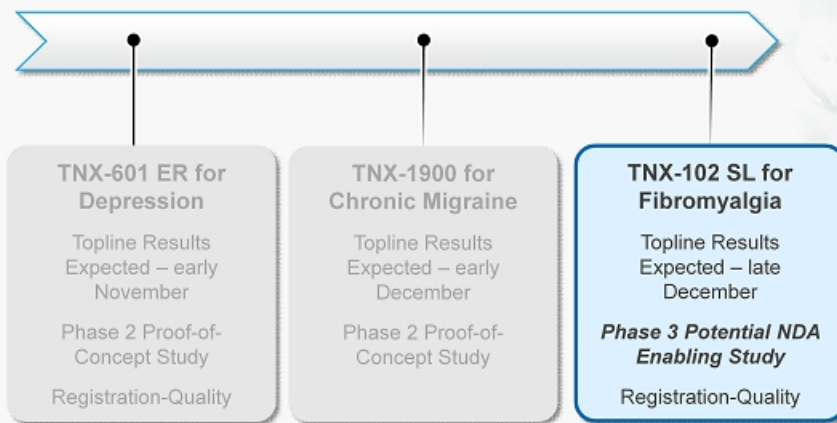 TNX-601 ER for
Depression
Topline Results
Expected – early
November
Phase 2 Proof-of-
Concept Study
Registration-Quality
TNX-1900 for
Chronic Migraine
Topline Results
Expected – early
December
Phase 2 Proof-of-
Concept Study
TNX-102 SL for
Fibromyalgia
Topline Results
Expected – late
December
Phase 3 Potential NDA
Enabling Study
Registration-Quality